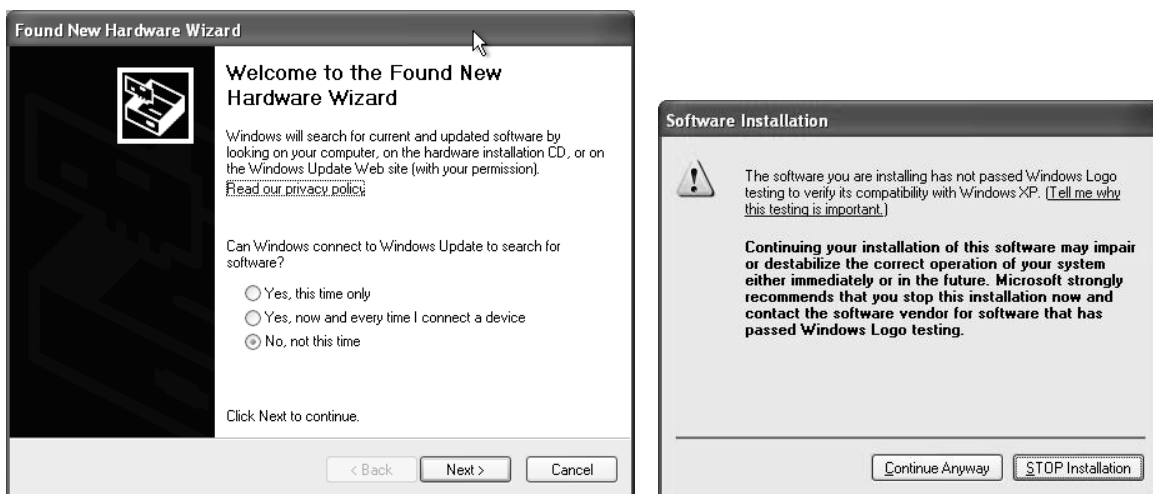 Found New Hardware Wizard
Welcome to the Found New
Hardware Wizard
Windows will search for current and updated software by
looking on your computer, on the hardware installation CD, or on
the Windows Update Web site (with your permission).
Read our privacy policy
Can Windows connect to Windows Update to search for
software?
Yes, this time only
Yes, now and every time I connect a device
No, not this time
Click Next to continue.
< Back
Next >
Cancel
Software Installation
The software you are installing has not passed Windows Logo
testing to verify its compatibility with Windows XP. (Tell me why
this testing is important.)
Continuing your installation of this software may impair
or destabilize the correct operation of your system
either immediately or in the future. Microsoft strongly
recommends that you stop this installation now and
contact the software vendor for software that has
passed Windows Logo testing.
Continue Anyway
STOP Installation